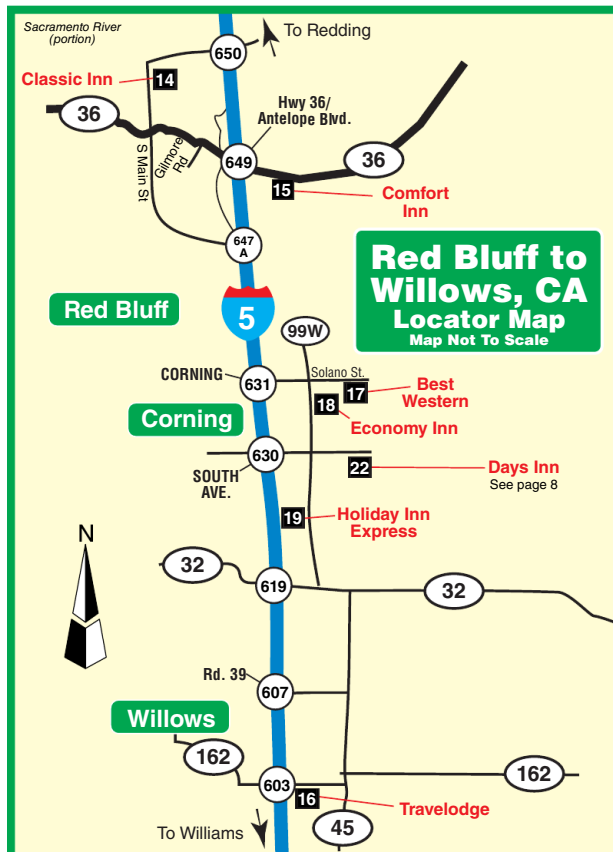 Sacramento River
(portion)
To Redding
650
Classic Inn
14
36
Hwy 36/
Antelope Blvd.
S Main St
Gilmore
Rd
649
36
15
Comfort
Inn
647
A
Red Bluff to
Willows, CA
Locator Map
Map Not To Scale
Red Bluff
5
99W
CORNING
631
Solano St.
17
Best
Western
18
Economy Inn
Corning
630
SOUTH
AVE.
22
Days Inn
See page 8
19
Holiday Inn
Express
N
32
619
32
Rd. 39
607
Willows
162
162
603
16
Travelodge
45
To Williams